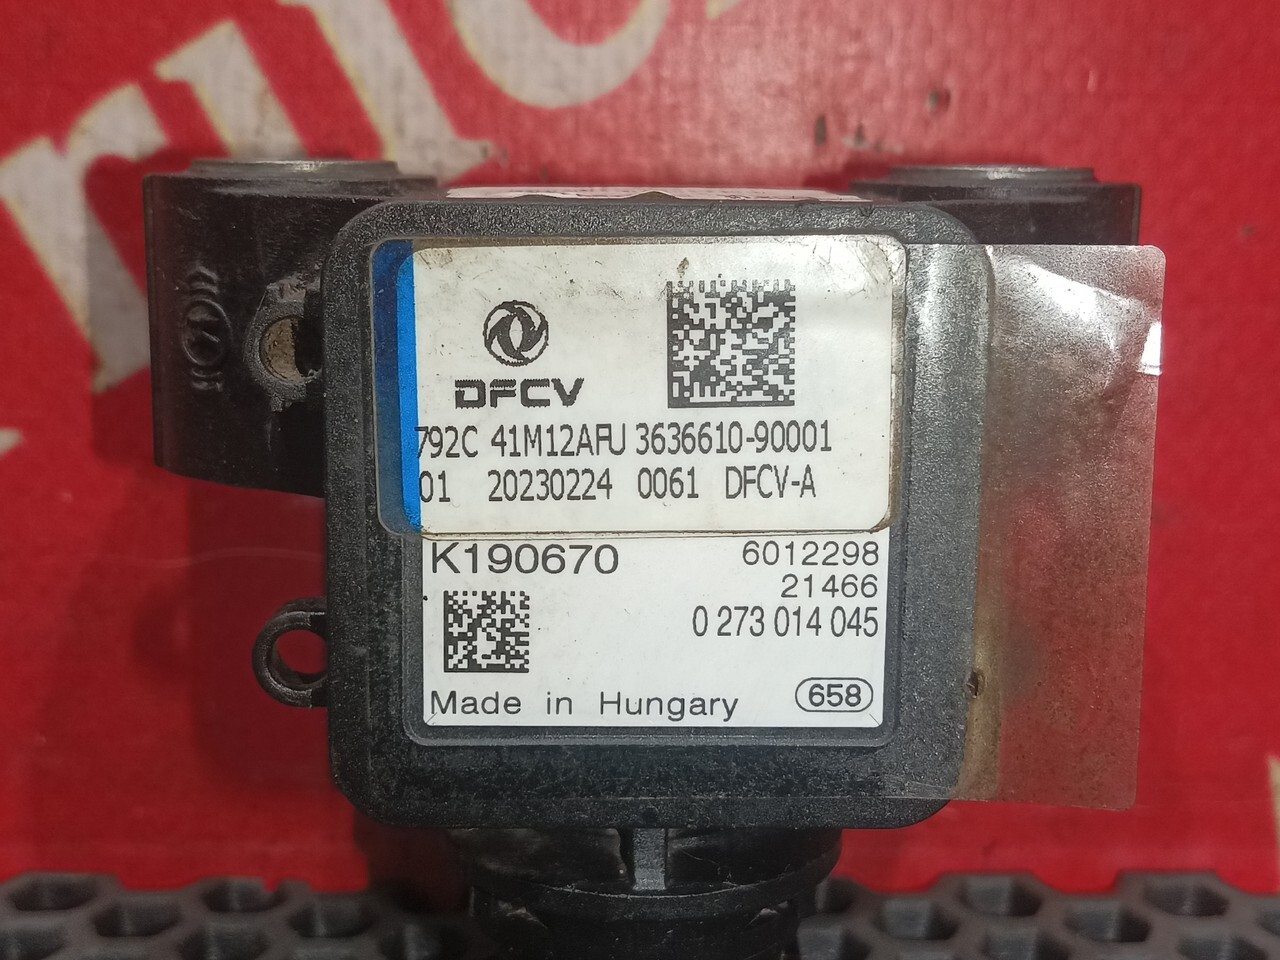 DFCV
792C 41M12AFU 3636610-90001
01 20230224 0061 DFCV-A
K190670
6012298
21466
0 273 014 045
Made in Hungary
658